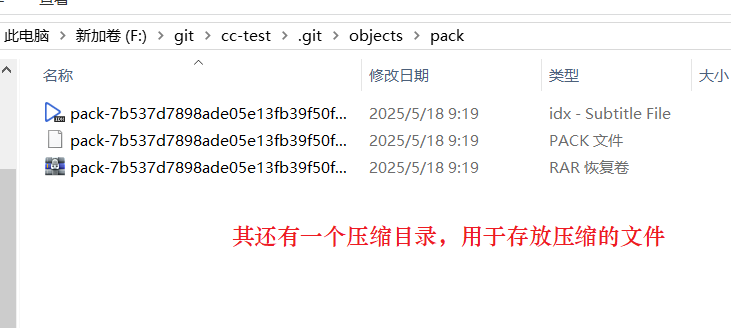 查看
此电脑 > 新加卷 (F:) > git > cc-test > .git > objects > pack
名称 修改日期 类型 大小
pack-7b537d7898ade05e13fb39f50f... 2025/5/18 9:19 idx - Subtitle File
pack-7b537d7898ade05e13fb39f50f... 2025/5/18 9:19 PACK 文件
pack-7b537d7898ade05e13fb39f50f... 2025/5/18 9:19 RAR 恢复卷
其还有一个压缩目录，用于存放压缩的文件